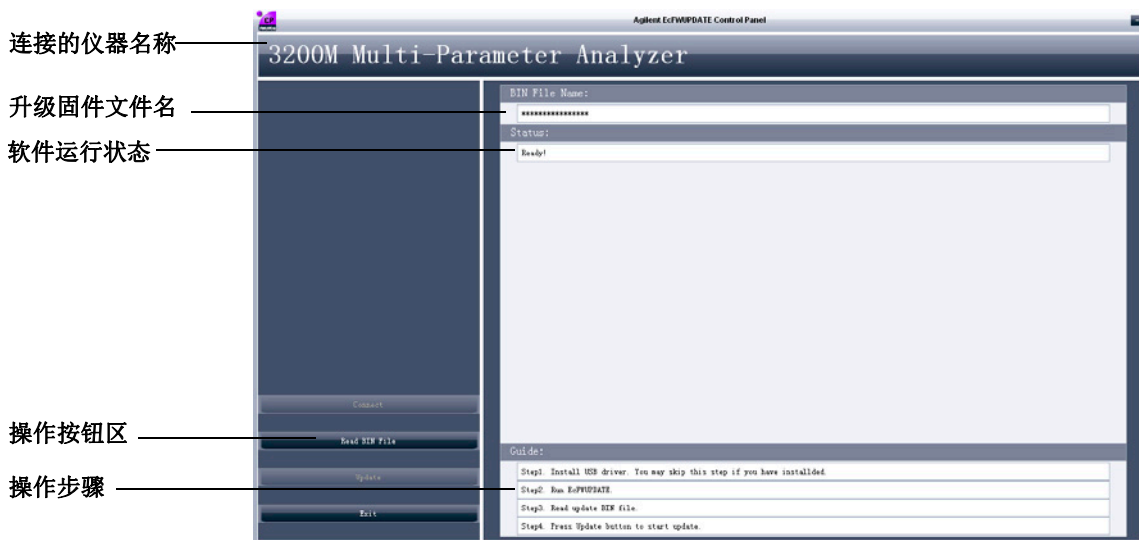 Agilent EcFWUPDATE Control Panel
连接的仪器名称
3200M Multi-Parameter Analyzer
BIN File Name:
升级固件文件名
****************
Status:
软件运行状态
Ready!
Connect
操作按钮区
Read BIN File
Guide:
Update
操作步骤
Step1. Install USB driver. You may skip this step if you have installded.
Step2. Run EcFWUPDATE.
Exit
Step3. Read update BIN file.
Step4. Press Update button to start update.